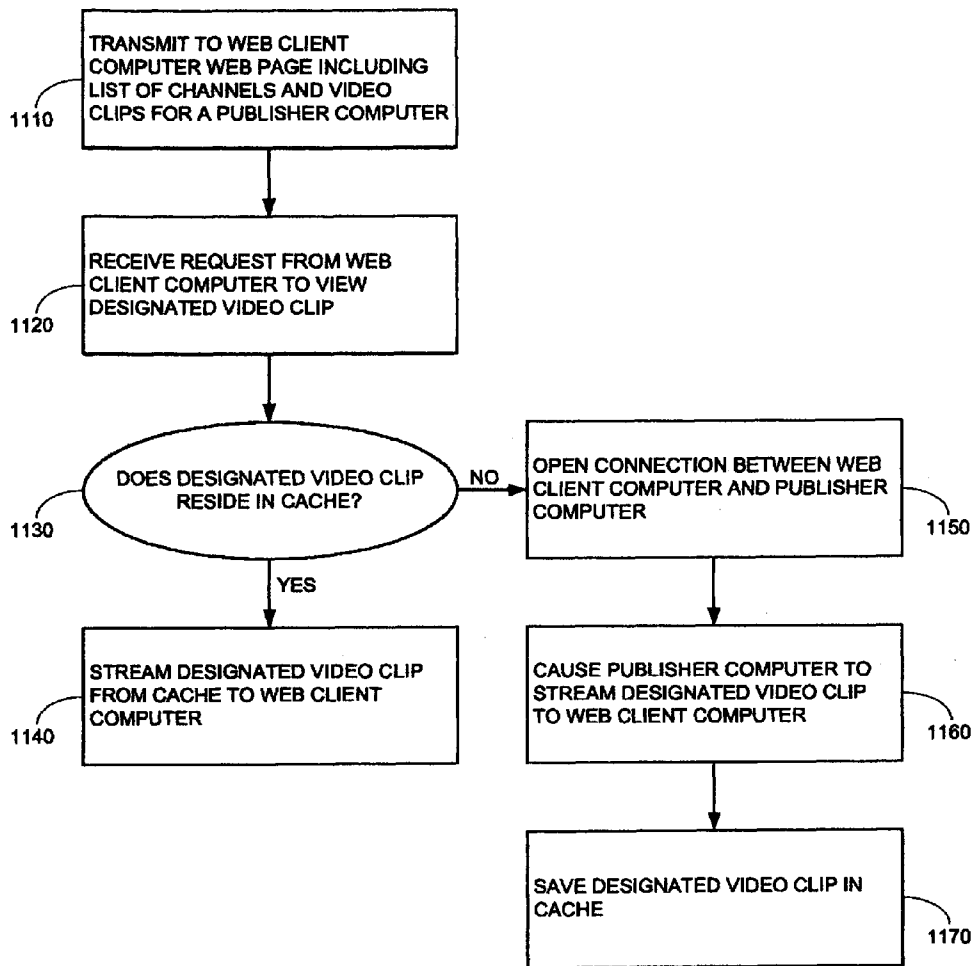 TRANSMIT TO WEB CLIENT
COMPUTER WEB PAGE INCLUDING
LIST OF CHANNELS AND VIDEO
CLIPS FOR A PUBLISHER COMPUTER
1110
RECEIVE REQUEST FROM WEB
CLIENT COMPUTER TO VIEW
DESIGNATED VIDEO CLIP
1120
DOES DESIGNATED VIDEO CLIP
RESIDE IN CACHE?
1130
NO
OPEN CONNECTION BETWEEN WEB
CLIENT COMPUTER AND PUBLISHER
COMPUTER
1150
YES
STREAM DESIGNATED VIDEO CLIP
FROM CACHE TO WEB CLIENT
COMPUTER
1140
CAUSE PUBLISHER COMPUTER TO
STREAM DESIGNATED VIDEO CLIP
TO WEB CLIENT COMPUTER
1160
SAVE DESIGNATED VIDEO CLIP IN
CACHE
1170